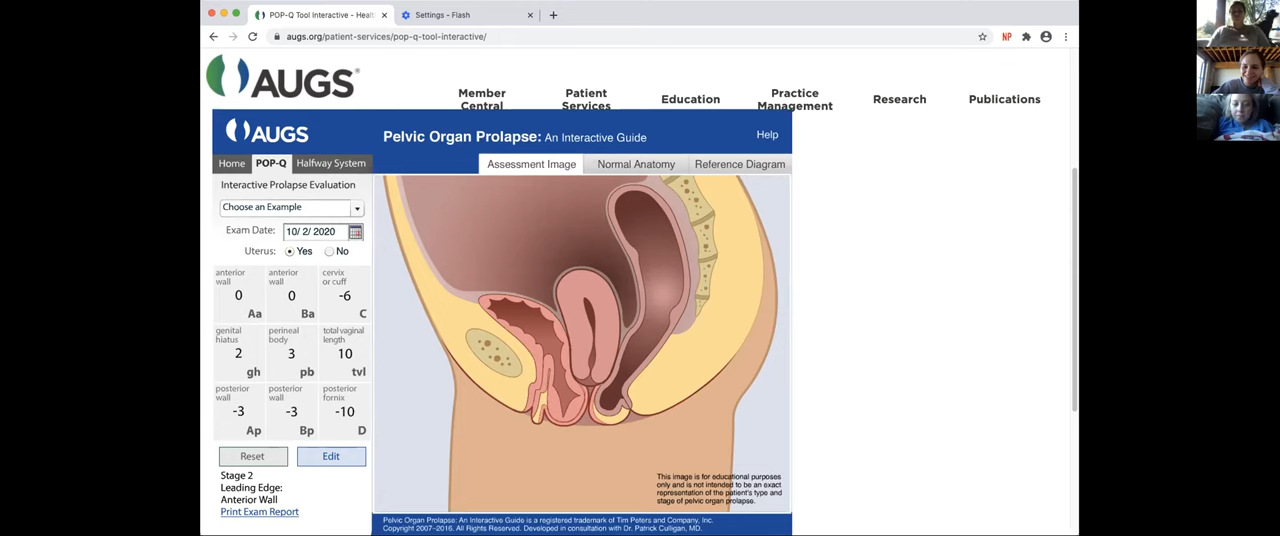 POP-Q Tool Interactive - Healt
Settings - Flash
augs.org/patient-services/pop-q-tool-interactive/
NP
AUGS®
Member Central
Patient Services
Education
Practice Management
Research
Publications
AUGS
Pelvic Organ Prolapse: An Interactive Guide
Help
Home POP-Q Halfway System
Assessment Image Normal Anatomy Reference Diagram
Interactive Prolapse Evaluation
Choose an Example
Exam Date: 10/ 2/ 2020
Uterus: Yes No
anterior wall
0
Aa
anterior wall
0
Ba
cervix or cuff
-6
C
genital hiatus
2
gh
perineal body
3
pb
total vaginal length
10
tvl
posterior wall
-3
Ap
posterior wall
-3
Bp
posterior fornix
-10
D
Reset Edit
Stage 2
Leading Edge:
Anterior Wall
Print Exam Report
This image is for educational purposes
only and is not intended to be an exact
representation of the patient's type and
stage of pelvic organ prolapse.
Pelvic Organ Prolapse: An Interactive Guide is a registered trademark of Tim Peters and Company, Inc.
Copyright 2007–2016. All Rights Reserved. Developed in consultation with Dr. Patrick Culligan, MD.